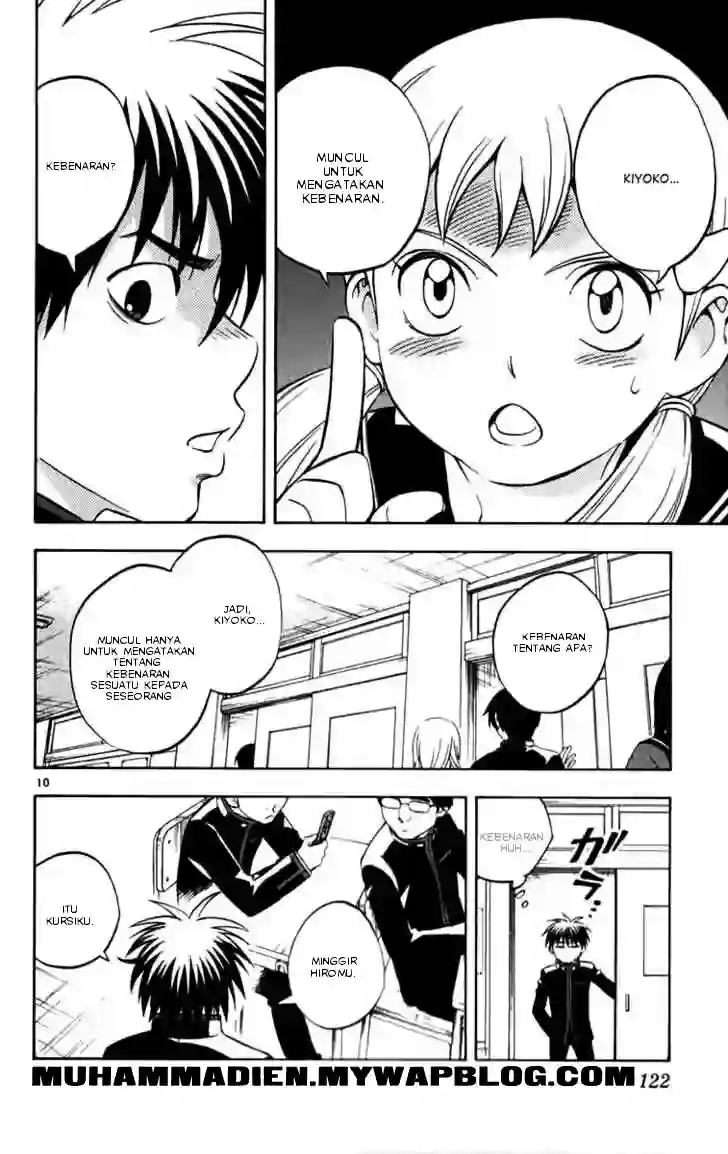 KIYOKO...
MUNCUL
UNTUK
MENGATAKAN
KEBENARAN.
KEBENARAN?
KEBENARAN
TENTANG APA?
JADI,
KIYOKO...
MUNCUL HANYA
UNTUK MENGATAKAN
TENTANG
KEBENARAN
SESUATU KEPADA
SESEORANG
10
KEBENARAN
HUH...
ガラッ
MINGGIR
HIROMU.
ITU
KURSIKU.
MUHAMMADIEN.MYWAPBLOG.COM 122